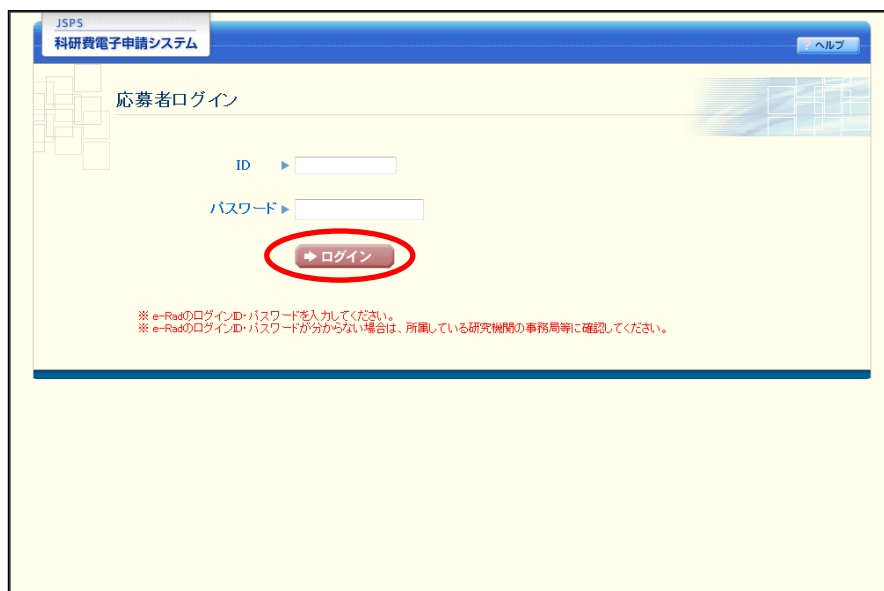 JSPS
科研費電子申請システム
? ヘルプ
応募者ログイン
ID
パスワード
ログイン
※ e-RadのログインID・パスワードを入力してください。
※ e-RadのログインID・パスワードが分からない場合は、所属している研究機関の事務局等に確認してください。